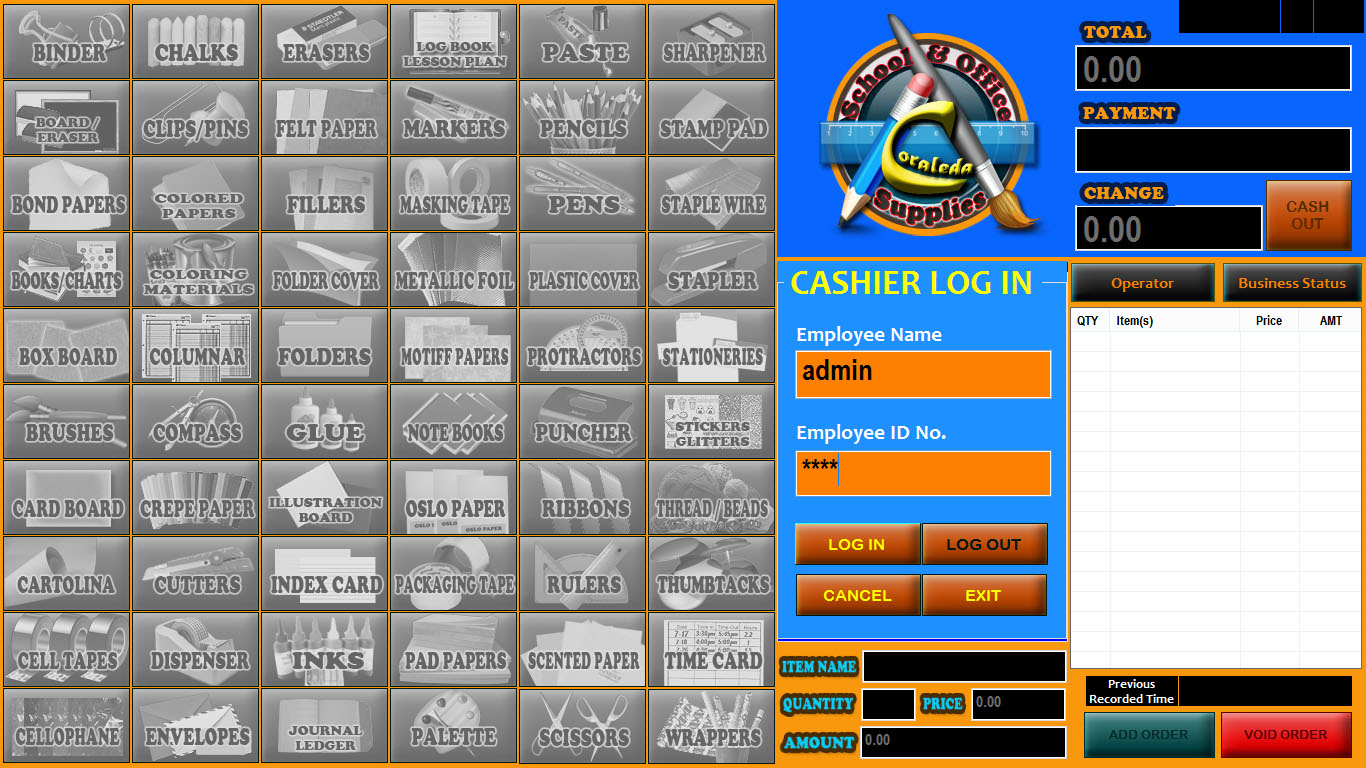 BINDER
CHALKS
ERASERS
LOG BOOK
LESSON PLAN
PASTE
SHARPENER
BOARD/
ERASER
CLIPS/PINS
FELT PAPER
MARKERS
PENCILS
STAMP PAD
BOND PAPERS
COLORED
PAPERS
FILLERS
MASKING TAPE
PENS
STAPLE WIRE
BOOKS/CHARTS
COLORING
MATERIALS
FOLDER COVER
METALLIC FOIL
PLASTIC COVER
STAPLER
BOX BOARD
COLUMNAR
FOLDERS
MOTIFF PAPERS
PROTRACTORS
STATIONERIES
BRUSHES
COMPASS
GLUE
NOTE BOOKS
PUNCHER
STICKERS
GLITTERS
CARD BOARD
CREPE PAPER
ILLUSTRATION
BOARD
OSLO PAPER
RIBBONS
THREAD/BEADS
CARTOLINA
CUTTERS
INDEX CARD
PACKAGING TAPE
RULERS
THUMBTACKS
CELL TAPES
DISPENSER
INKS
PAD PAPERS
SCENTED PAPER
TIME CARD
CELLOPHANE
ENVELOPES
JOURNAL
LEDGER
PALETTE
SCISSORS
WRAPPERS
School & Office
Coraleda
Supplies
TOTAL
0.00
PAYMENT
CHANGE
0.00
CASH
OUT
CASHIER LOG IN
Employee Name
admin
Employee ID No.
****
LOG IN
LOG OUT
CANCEL
EXIT
Operator
Business Status
QTY Item(s) Price AMT
ITEM NAME
QUANTITY
PRICE 0.00
AMOUNT 0.00
Previous
Recorded Time
ADD ORDER
VOID ORDER